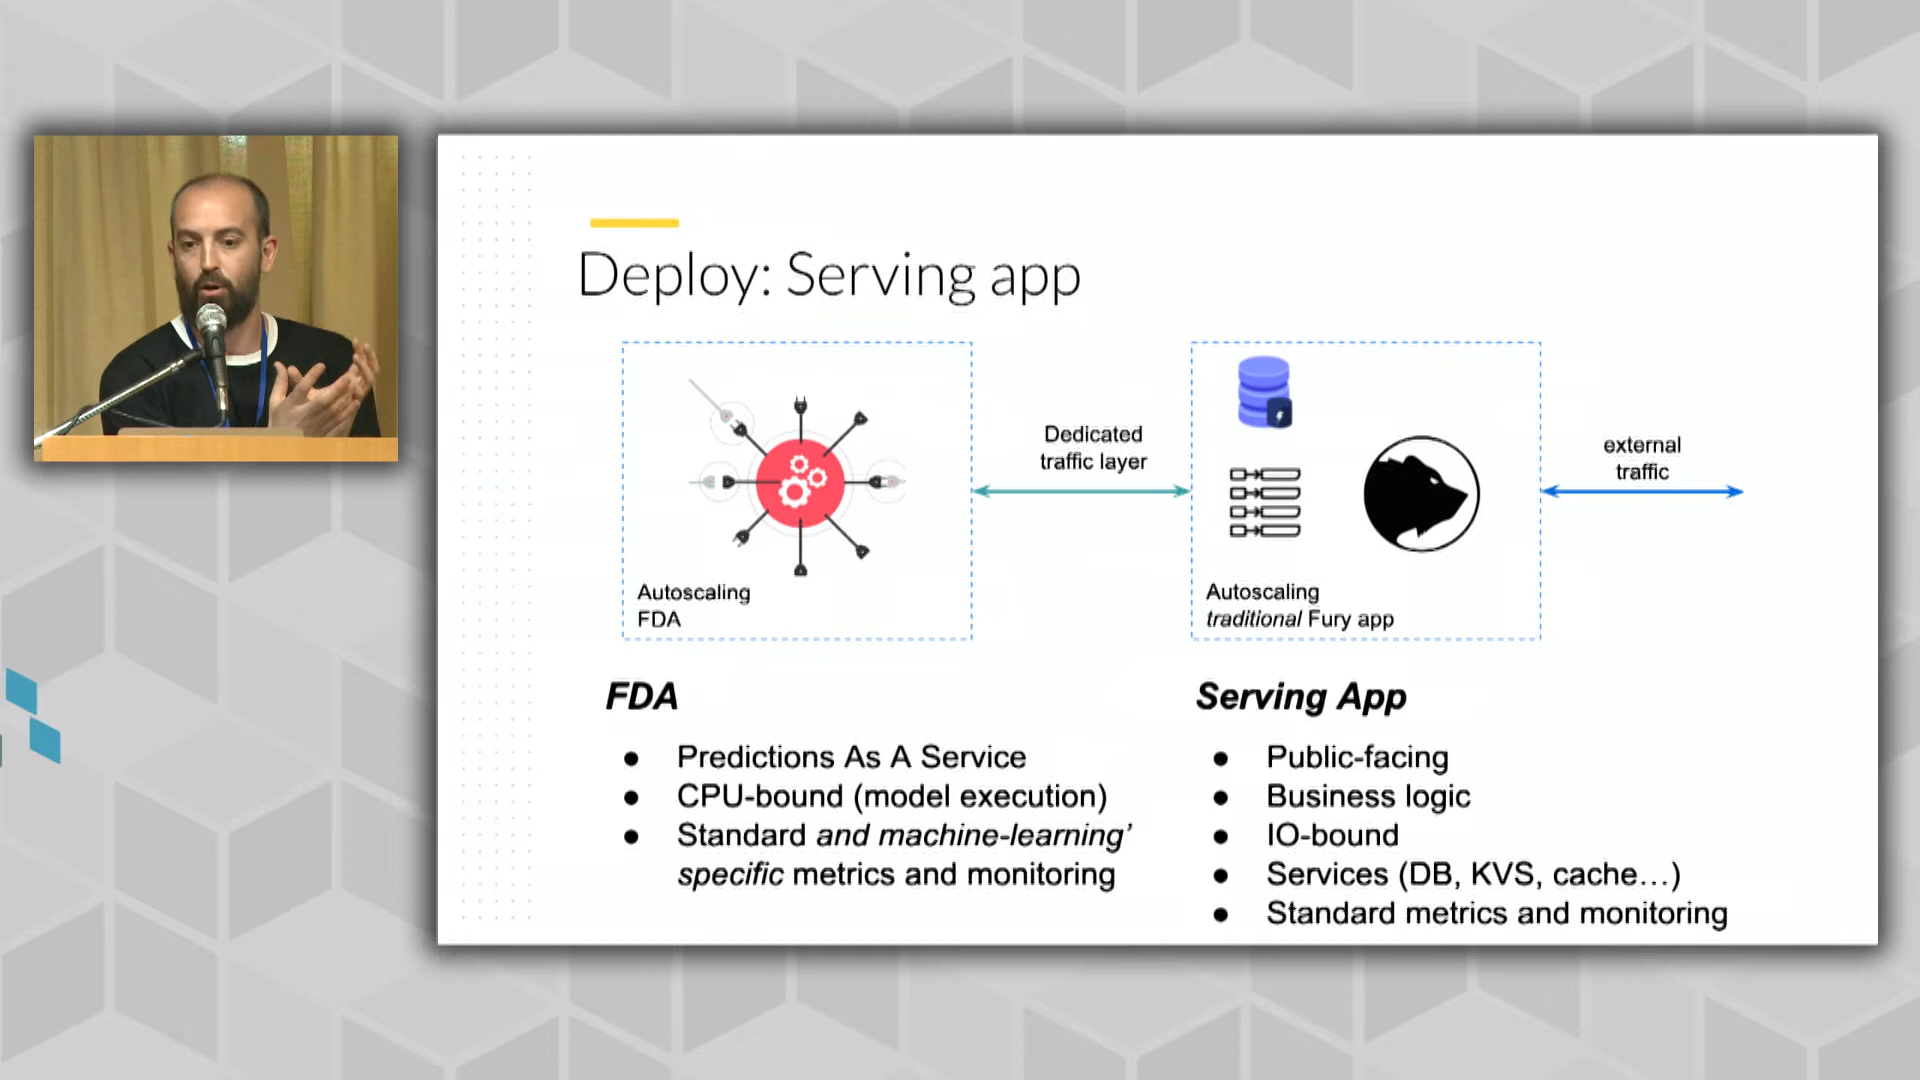 Deploy: Serving app
Dedicated
traffic layer
external
traffic
Autoscaling
FDA
Autoscaling
traditional Fury app
FDA
● Predictions As A Service
● CPU-bound (model execution)
● Standard and machine-learning’
specific metrics and monitoring
Serving App
● Public-facing
● Business logic
● IO-bound
● Services (DB, KVS, cache…)
● Standard metrics and monitoring